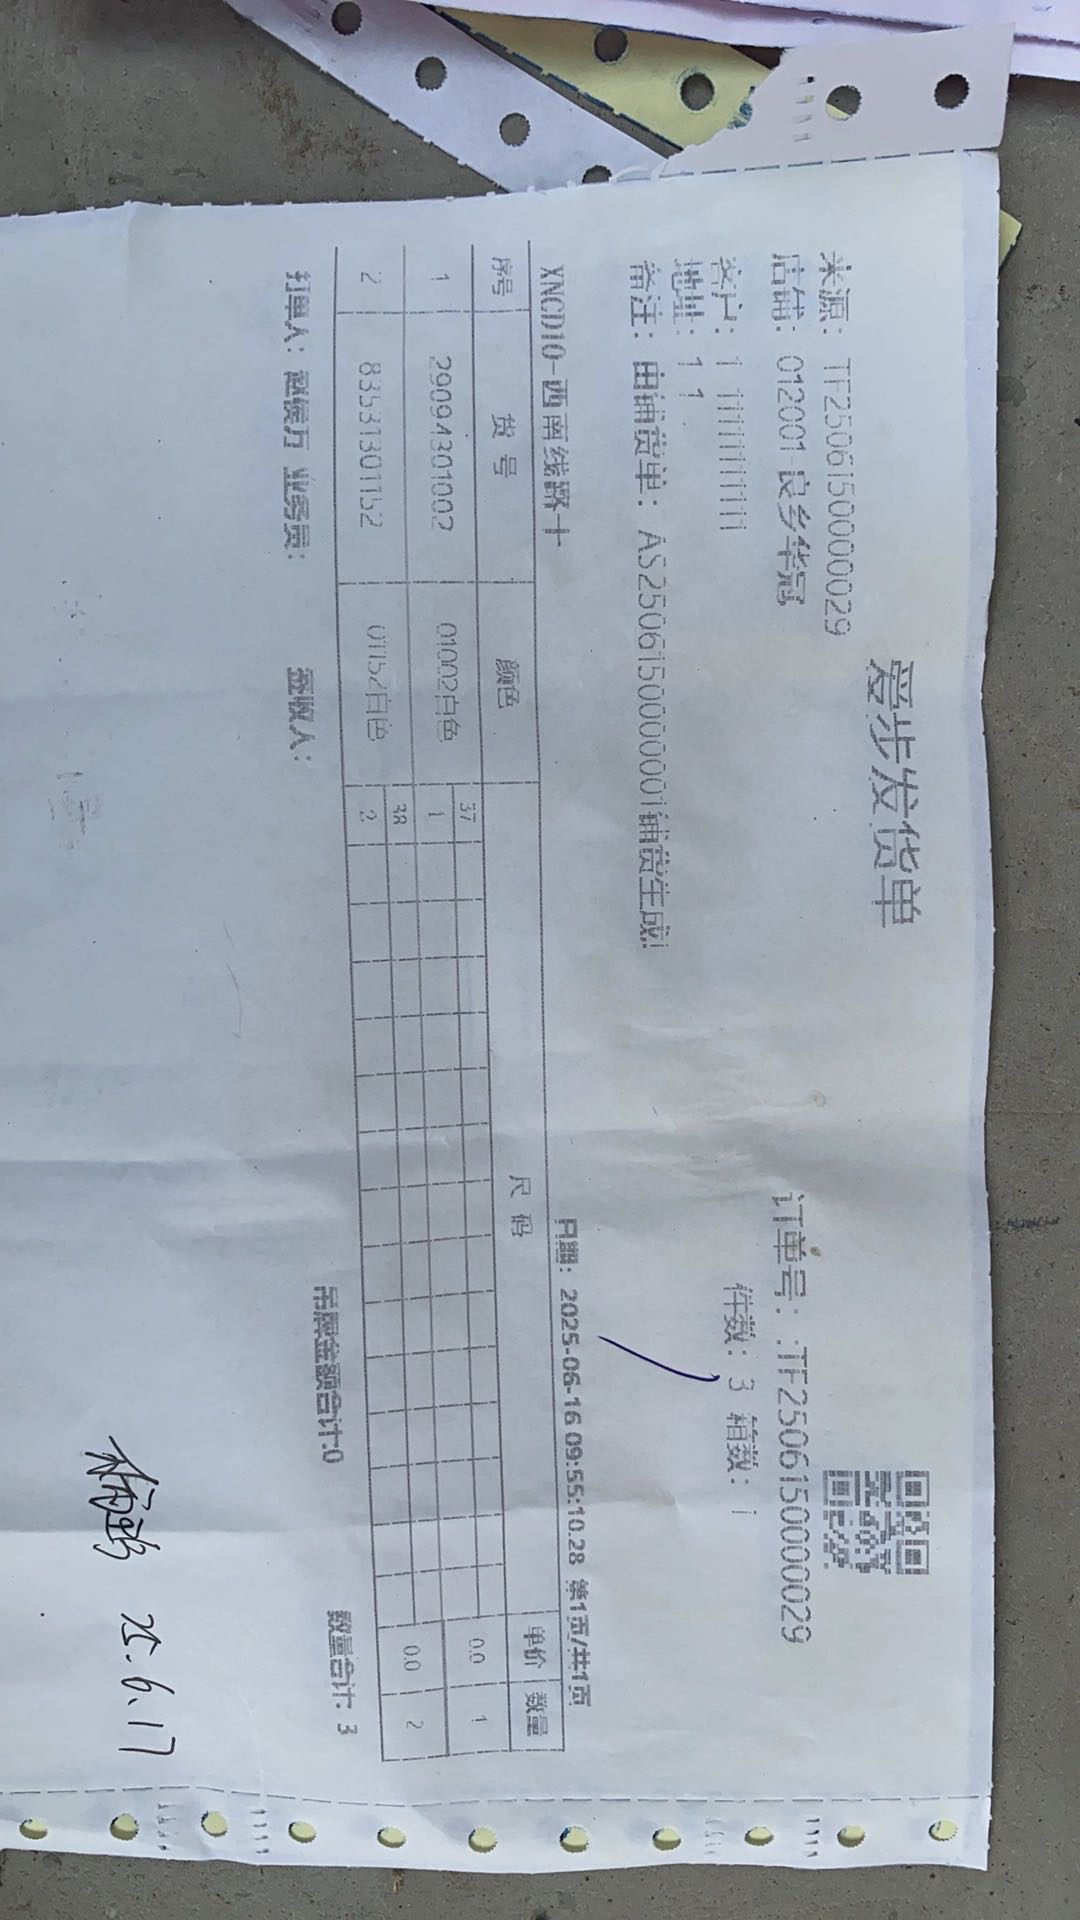 爱步发货单
来源: TF25061500000029
店铺: 012001-良乡华冠
订单号: TF25061500000029
客户: 1 11111111111
件数: 3 箱数: 1
地址: 1 1
备注: 由铺货单: AS25061500000001铺货生成!
XNCD10-西南线路十
日期: 2025-06-16 09:55:10.28 第1页/共1页
序号 货号 颜色 尺码 单价 数量
37
1 29094301002 01002白色 1 0.0 1
38
2 83531301152 01152白色 2 0.0 2
吊牌金额合计:0 数量合计: 3
打单人: 业务员: 签收人:
25.6.17